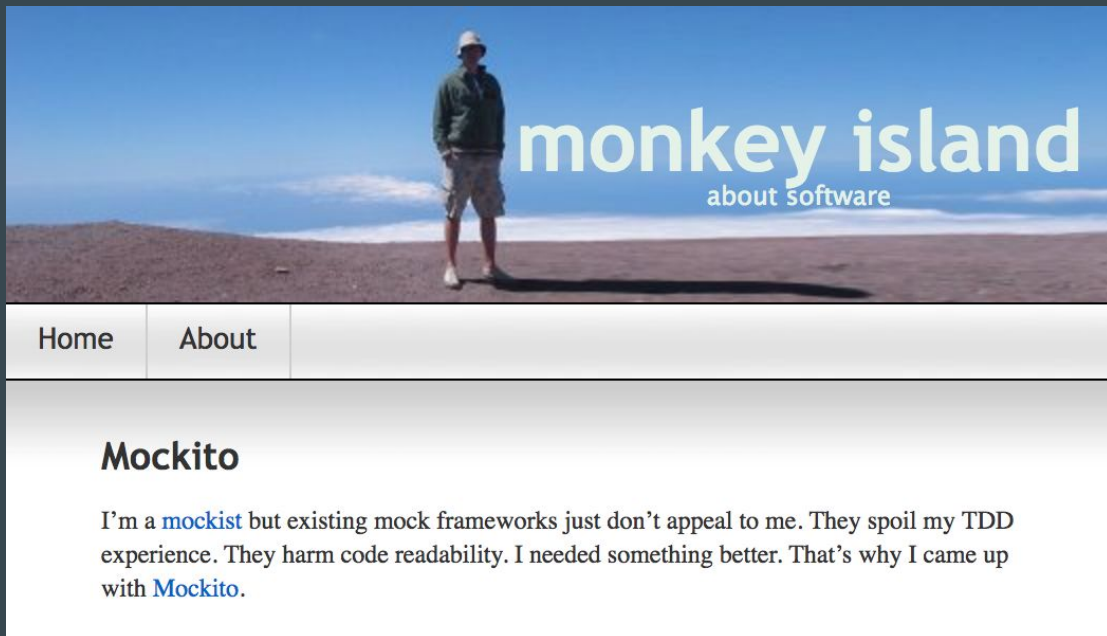 monkey island
about software
Home
About
Mockito
I’m a mockist but existing mock frameworks just don’t appeal to me. They spoil my TDD
experience. They harm code readability. I needed something better. That’s why I came up
with Mockito.